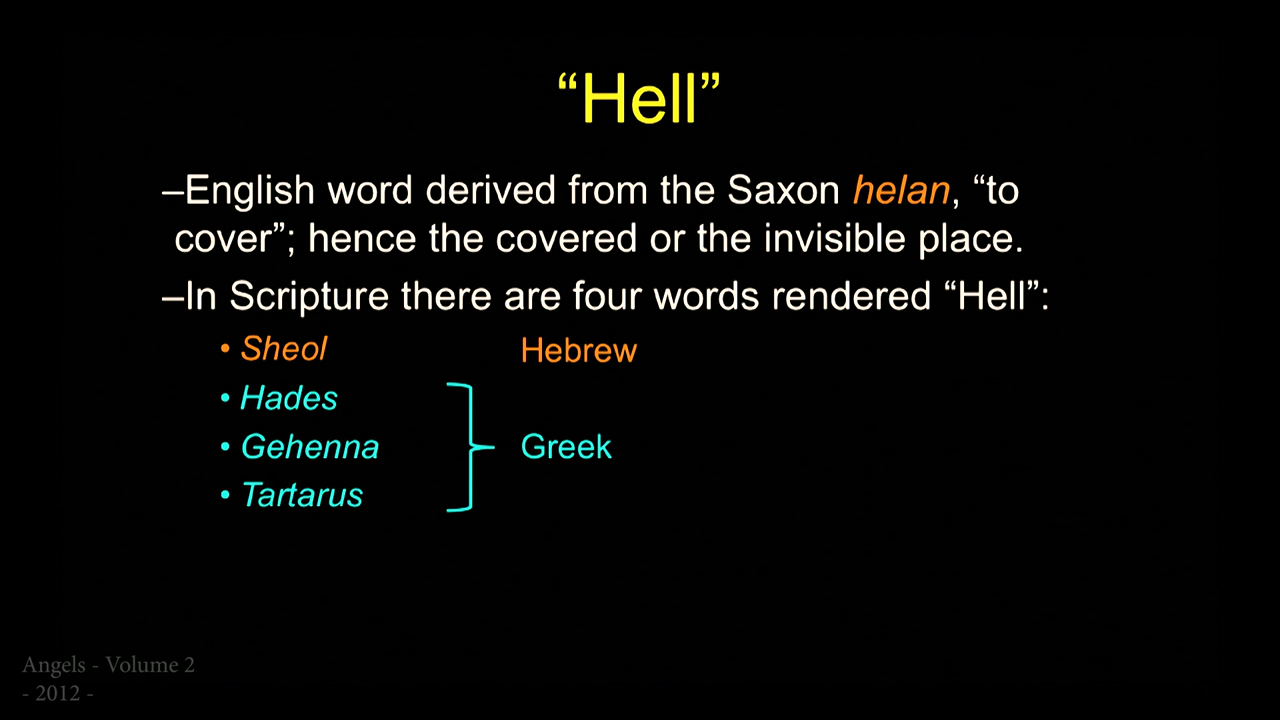 “Hell”
–English word derived from the Saxon helan, “to
cover”; hence the covered or the invisible place.
–In Scripture there are four words rendered “Hell”:
• Sheol Hebrew
• Hades
• Gehenna Greek
• Tartarus
Angels - Volume 2
- 2012 -